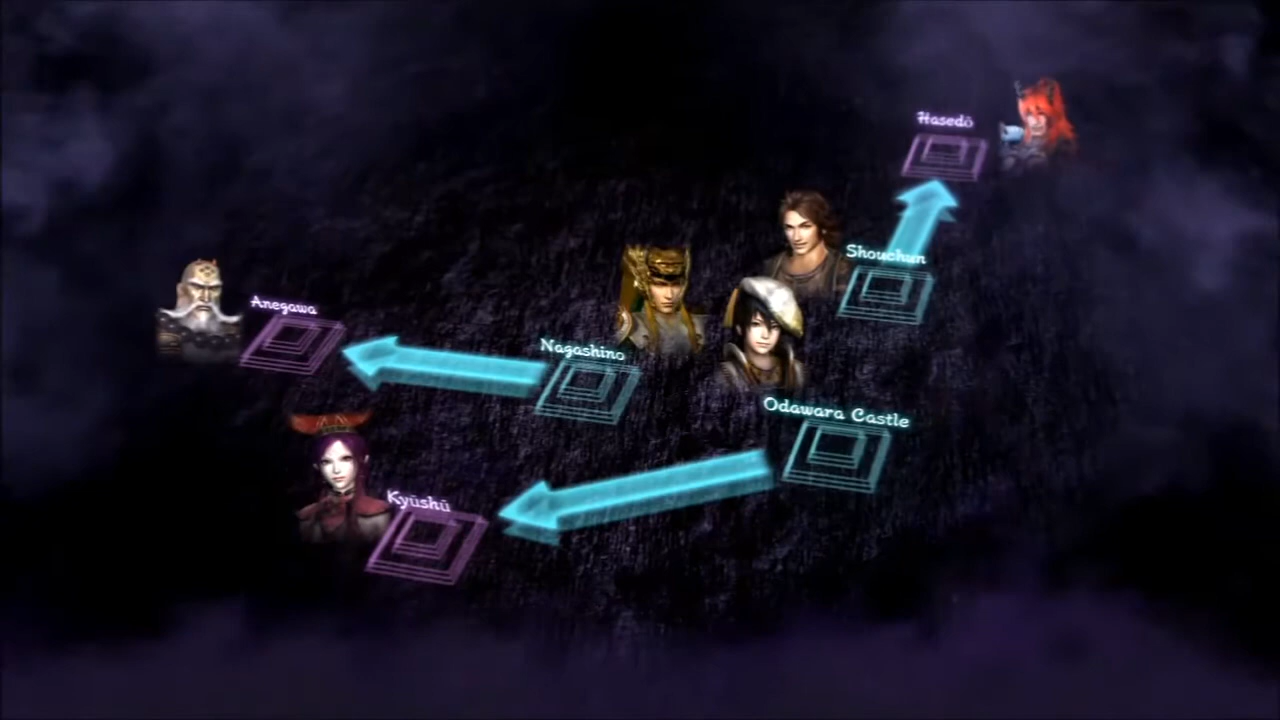 Hasedō
Shouchun
Anegawa
Nagashino
Odawara Castle
Kyūshū